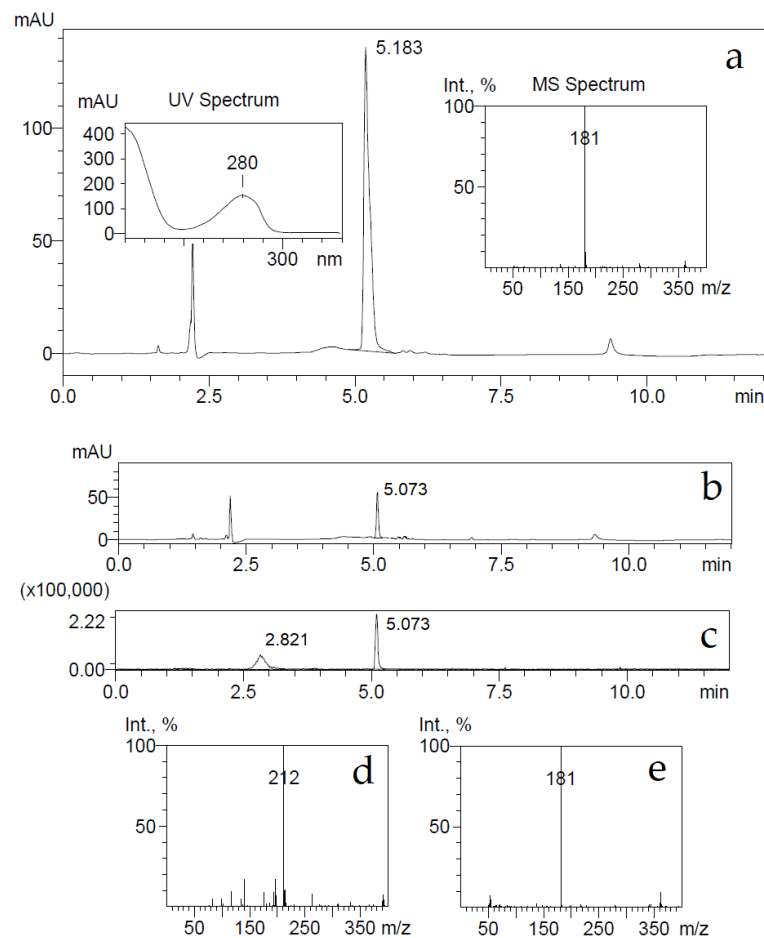 mAU
5.183
a
UV Spectrum
mAU
400
300
200
100
0
280
300 nm
Int., %
MS Spectrum
100
50
181
50 150 250 350 m/z
100
50
0
0.0 2.5 5.0 7.5 10.0 min
mAU
50
0
5.073
b
0.0 2.5 5.0 7.5 10.0 min
(x100,000)
2.22
0.00
2.821
5.073
c
0.0 2.5 5.0 7.5 10.0 min
Int., %
100
50
212
d
50 150 250 350 m/z
Int., %
100
50
181
e
50 150 250 350 m/z